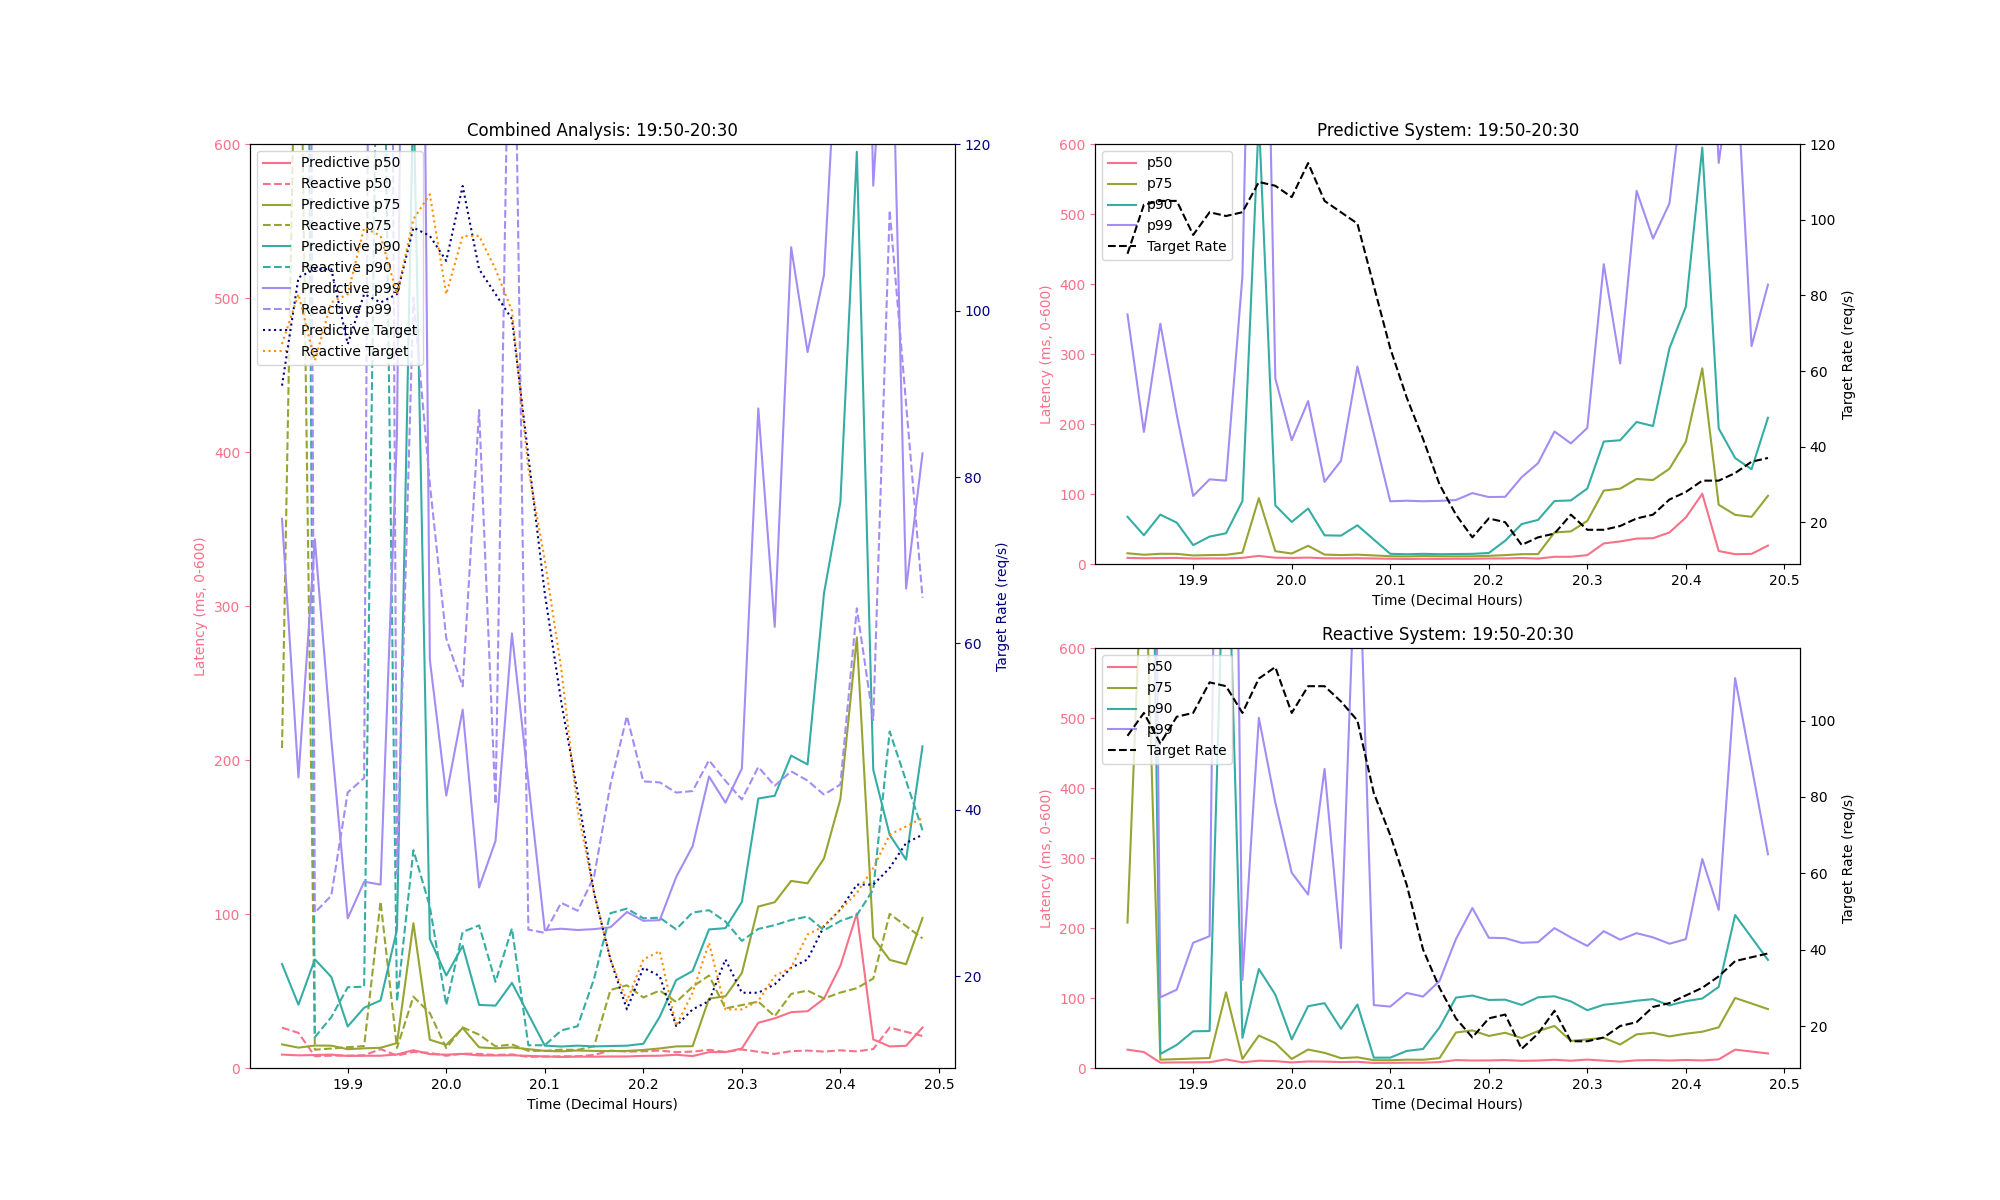 Combined Analysis: 19:50-20:30
600
500
400
300
200
100
0
Latency (ms, 0-600)
Predictive p50
Reactive p50
Predictive p75
Reactive p75
Predictive p90
Reactive p90
Predictive p99
Reactive p99
Predictive Target
Reactive Target
120
100
80
60
40
20
Target Rate (req/s)
19.9 20.0 20.1 20.2 20.3 20.4 20.5
Time (Decimal Hours)
Predictive System: 19:50-20:30
600
500
400
300
200
100
0
Latency (ms, 0-600)
p50
p75
p90
p99
Target Rate
120
100
80
60
40
20
Target Rate (req/s)
19.9 20.0 20.1 20.2 20.3 20.4 20.5
Time (Decimal Hours)
Reactive System: 19:50-20:30
600
500
400
300
200
100
0
Latency (ms, 0-600)
p50
p75
p90
p99
Target Rate
100
80
60
40
20
Target Rate (req/s)
19.9 20.0 20.1 20.2 20.3 20.4 20.5
Time (Decimal Hours)